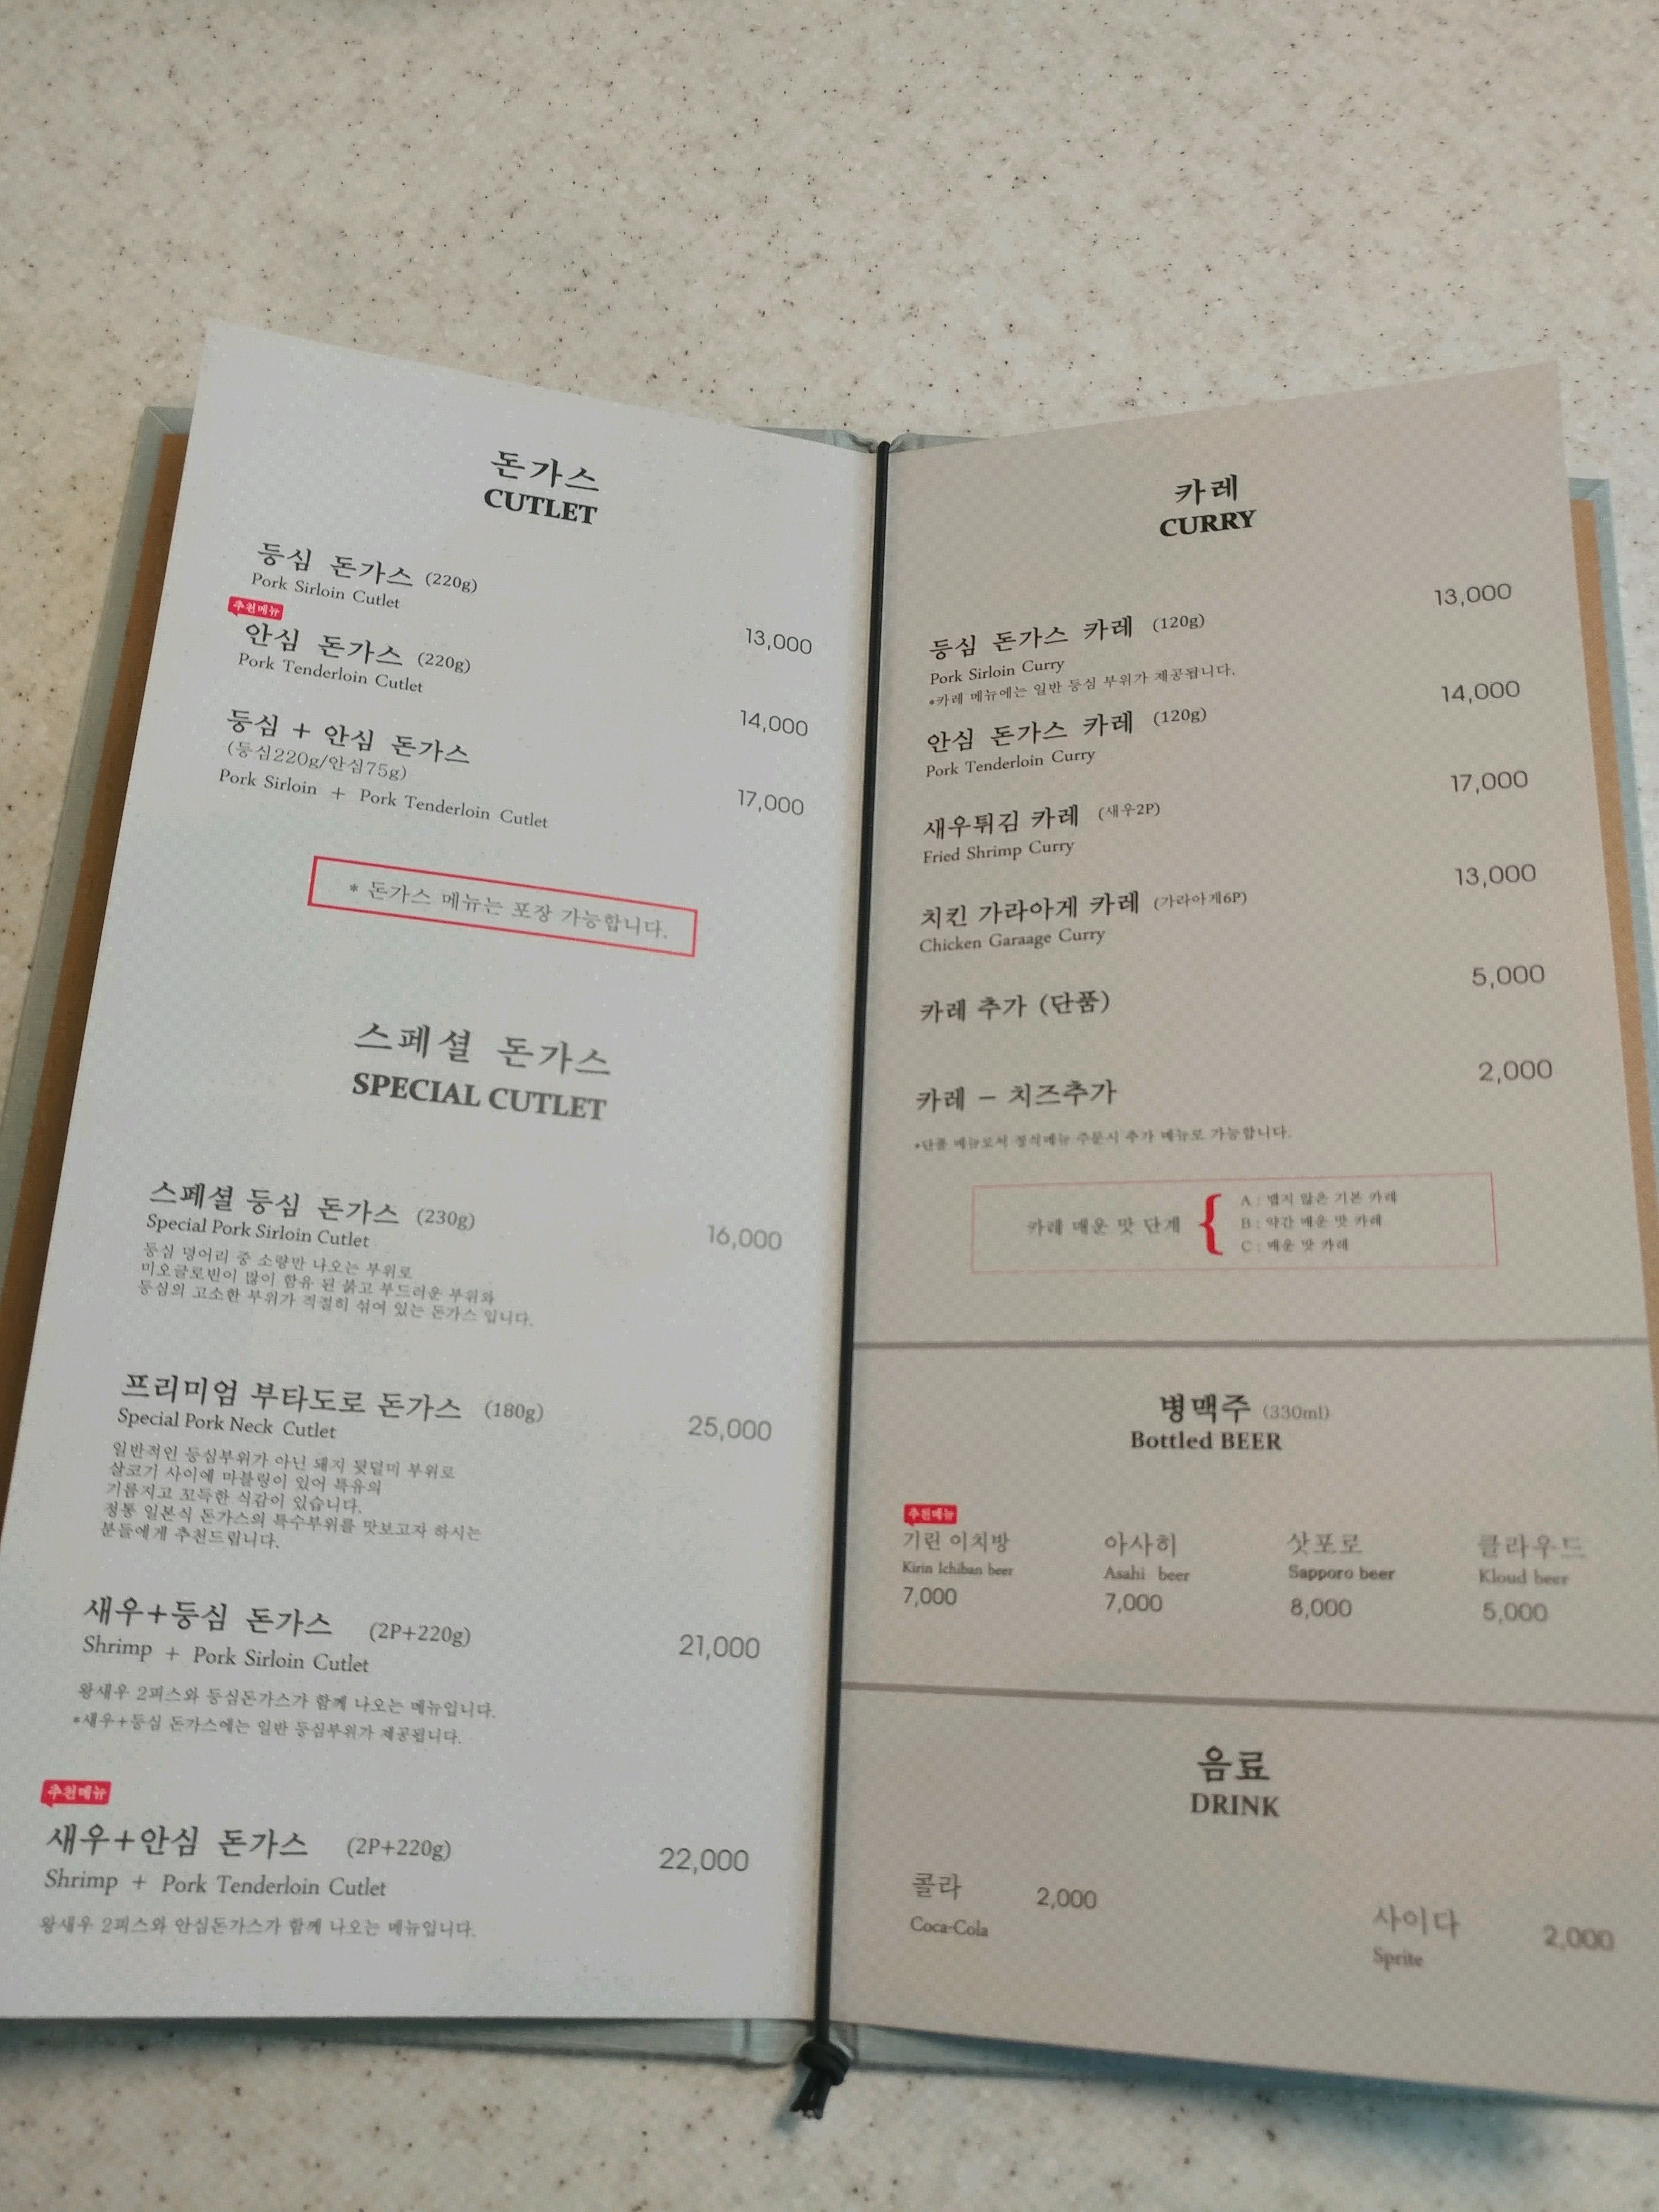 돈가스
CUTLET
등심 돈가스 (220g)
Pork Sirloin Cutlet
13,000
추천메뉴
안심 돈가스 (220g)
Pork Tenderloin Cutlet
14,000
등심 + 안심 돈가스
(등심220g/안심75g)
Pork Sirloin + Pork Tenderloin Cutlet
17,000
* 돈가스 메뉴는 포장 가능합니다.
스페셜 돈가스
SPECIAL CUTLET
스페셜 등심 돈가스 (230g)
Special Pork Sirloin Cutlet
16,000
등심 덩어리 중 소량만 나오는 부위로
미오글로빈이 많이 함유 된 붉고 부드러운 부위와
등심의 고소한 부위가 적절히 섞여 있는 돈가스 입니다.
프리미엄 부타도로 돈가스 (180g)
Special Pork Neck Cutlet
25,000
일반적인 등심부위가 아닌 돼지 뒷덜미 부위로
살코기 사이에 마블링이 있어 특유의
기름지고 꼬득한 식감이 있습니다.
정통 일본식 돈가스의 특수부위를 맛보고자 하시는
분들에게 추천드립니다.
새우+등심 돈가스 (2P+220g)
Shrimp + Pork Sirloin Cutlet
21,000
왕새우 2피스와 등심돈가스가 함께 나오는 메뉴입니다.
*새우+등심 돈가스에는 일반 등심부위가 제공됩니다.
추천메뉴
새우+안심 돈가스 (2P+220g)
Shrimp + Pork Tenderloin Cutlet
22,000
왕새우 2피스와 안심돈가스가 함께 나오는 메뉴입니다.
카레
CURRY
13,000
등심 돈가스 카레 (120g)
Pork Sirloin Curry
*카레 메뉴에는 일반 등심 부위가 제공됩니다.
14,000
안심 돈가스 카레 (120g)
Pork Tenderloin Curry
17,000
새우튀김 카레 (새우2P)
Fried Shrimp Curry
13,000
치킨 가라아게 카레 (가라아게6P)
Chicken Garaage Curry
5,000
카레 추가 (단품)
2,000
카레 - 치즈추가
*단품 메뉴로서 정식메뉴 주문시 추가 메뉴로 가능합니다.
카레 매운 맛 단계
A : 맵지 않은 기본 카레
B : 약간 매운 맛 카레
C : 매운 맛 카레
병맥주 (330ml)
Bottled BEER
추천메뉴
기린 이치방
Kirin Ichiban beer
7,000
아사히
Asahi beer
7,000
삿포로
Sapporo beer
8,000
클라우드
Kloud beer
5,000
음료
DRINK
콜라 2,000
Coca-Cola
사이다 2,000
Sprite